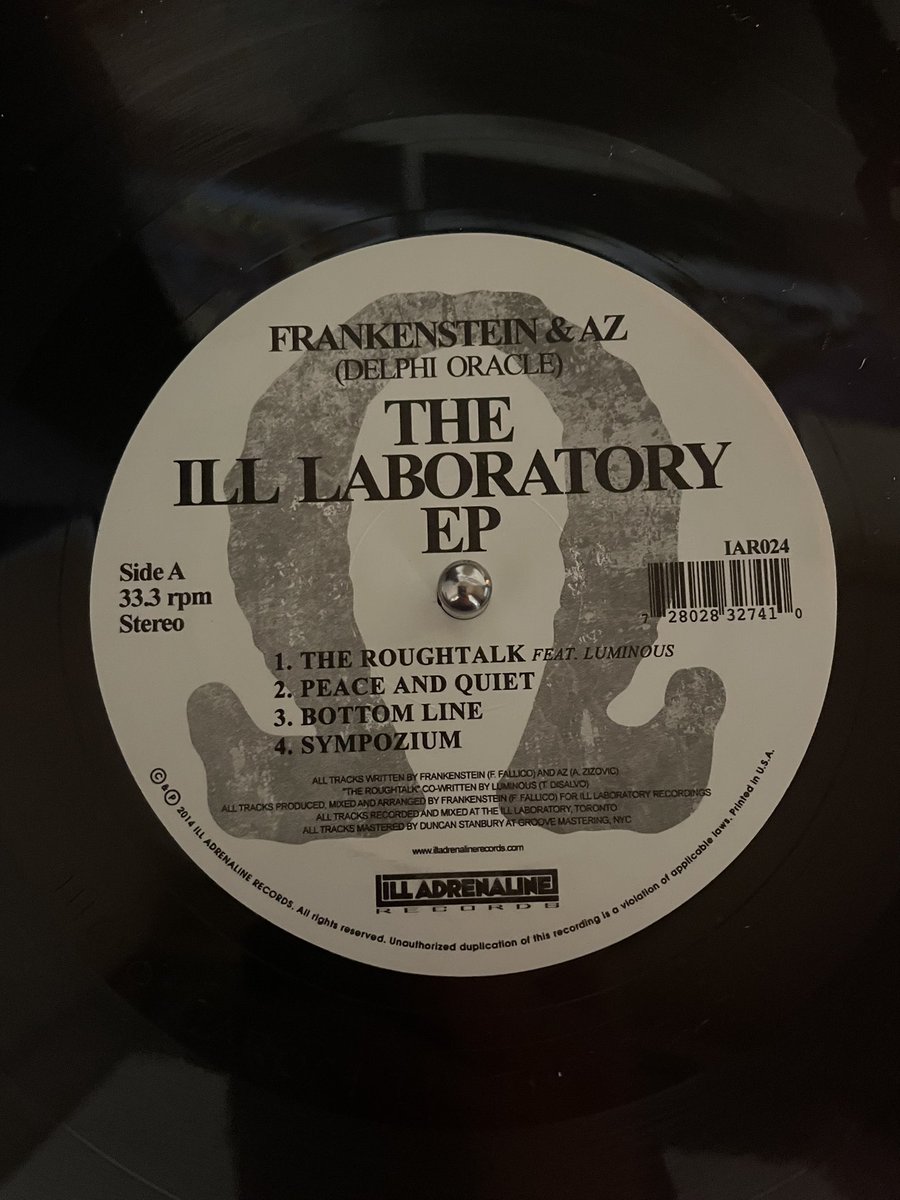 FRANKENSTEIN & AZ
(DELPHI ORACLE)
THE
ILL LABORATORY
EP
Side A
33.3 rpm
Stereo
IAR024
7 28028 32741 0
1. THE ROUGHTALK FEAT. LUMINOUS
2. PEACE AND QUIET
3. BOTTOM LINE
4. SYMPOZIUM
ALL TRACKS WRITTEN BY FRANKENSTEIN (F. FALLICO) AND AZ (A. ZIZOVIC)
"THE ROUGHTALK" CO-WRITTEN BY LUMINOUS (T. DISALVO)
ALL TRACKS PRODUCED, MIXED AND ARRANGED BY FRANKENSTEIN (F. FALLICO) FOR ILL LABORATORY RECORDINGS
ALL TRACKS RECORDED AND MIXED AT THE ILL LABORATORY, TORONTO
ALL TRACKS MASTERED BY DUNCAN STANBURY AT GROOVE MASTERING, NYC
www.illadrenalinerecords.com
ILL ADRENALINE
RECORDS
© & ℗ 2014 ILL ADRENALINE RECORDS. All rights reserved. Unauthorized duplication of this recording is a violation of applicable laws. Printed in U.S.A.